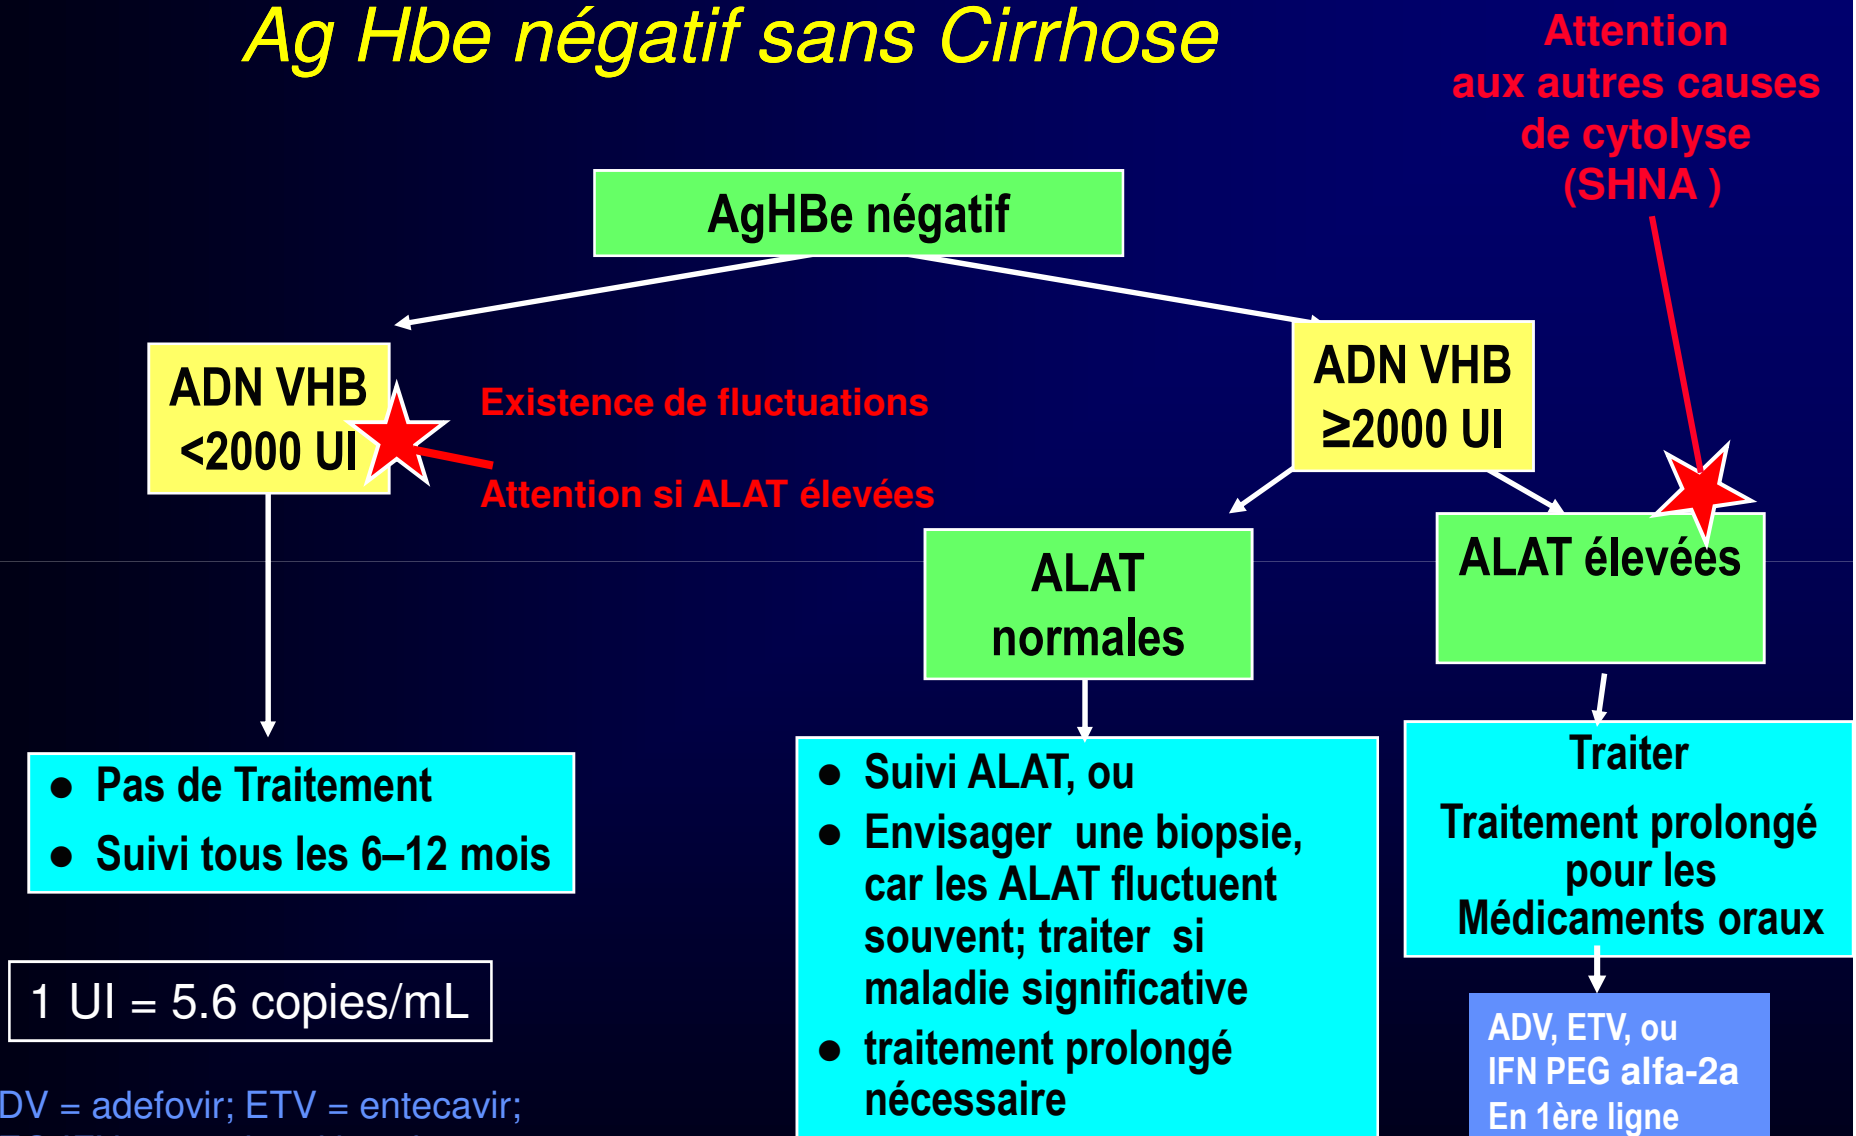 Ag Hbe négatif sans Cirrhose
Attention
aux autres causes
de cytolyse
(SHNA )
AgHBe négatif
ADN VHB
<2000 UI
Existence de fluctuations
Attention si ALAT élevées
ADN VHB
≥2000 UI
ALAT
normales
ALAT élevées
● Pas de Traitement
● Suivi tous les 6–12 mois
● Suivi ALAT, ou
● Envisager une biopsie,
car les ALAT fluctuent
souvent; traiter si
maladie significative
● traitement prolongé
nécessaire
Traiter
Traitement prolongé
pour les
Médicaments oraux
ADV, ETV, ou
IFN PEG alfa-2a
En 1ère ligne
1 UI = 5.6 copies/mL
DV = adefovir; ETV = entecavir;